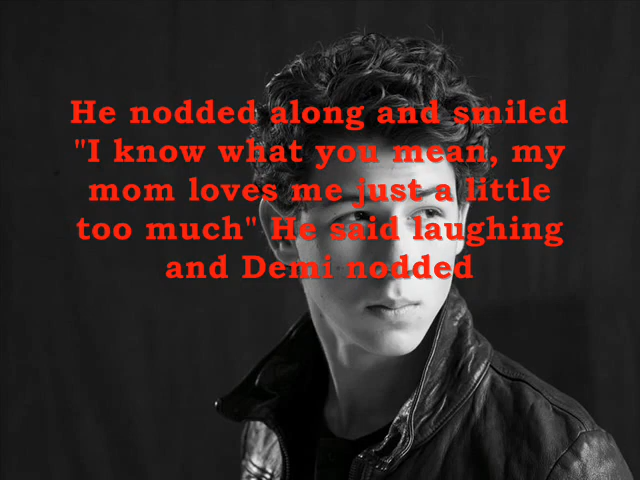 He nodded along and smiled
"I know what you mean, my
mom loves me just a little
too much" He said laughing
and Demi nodded